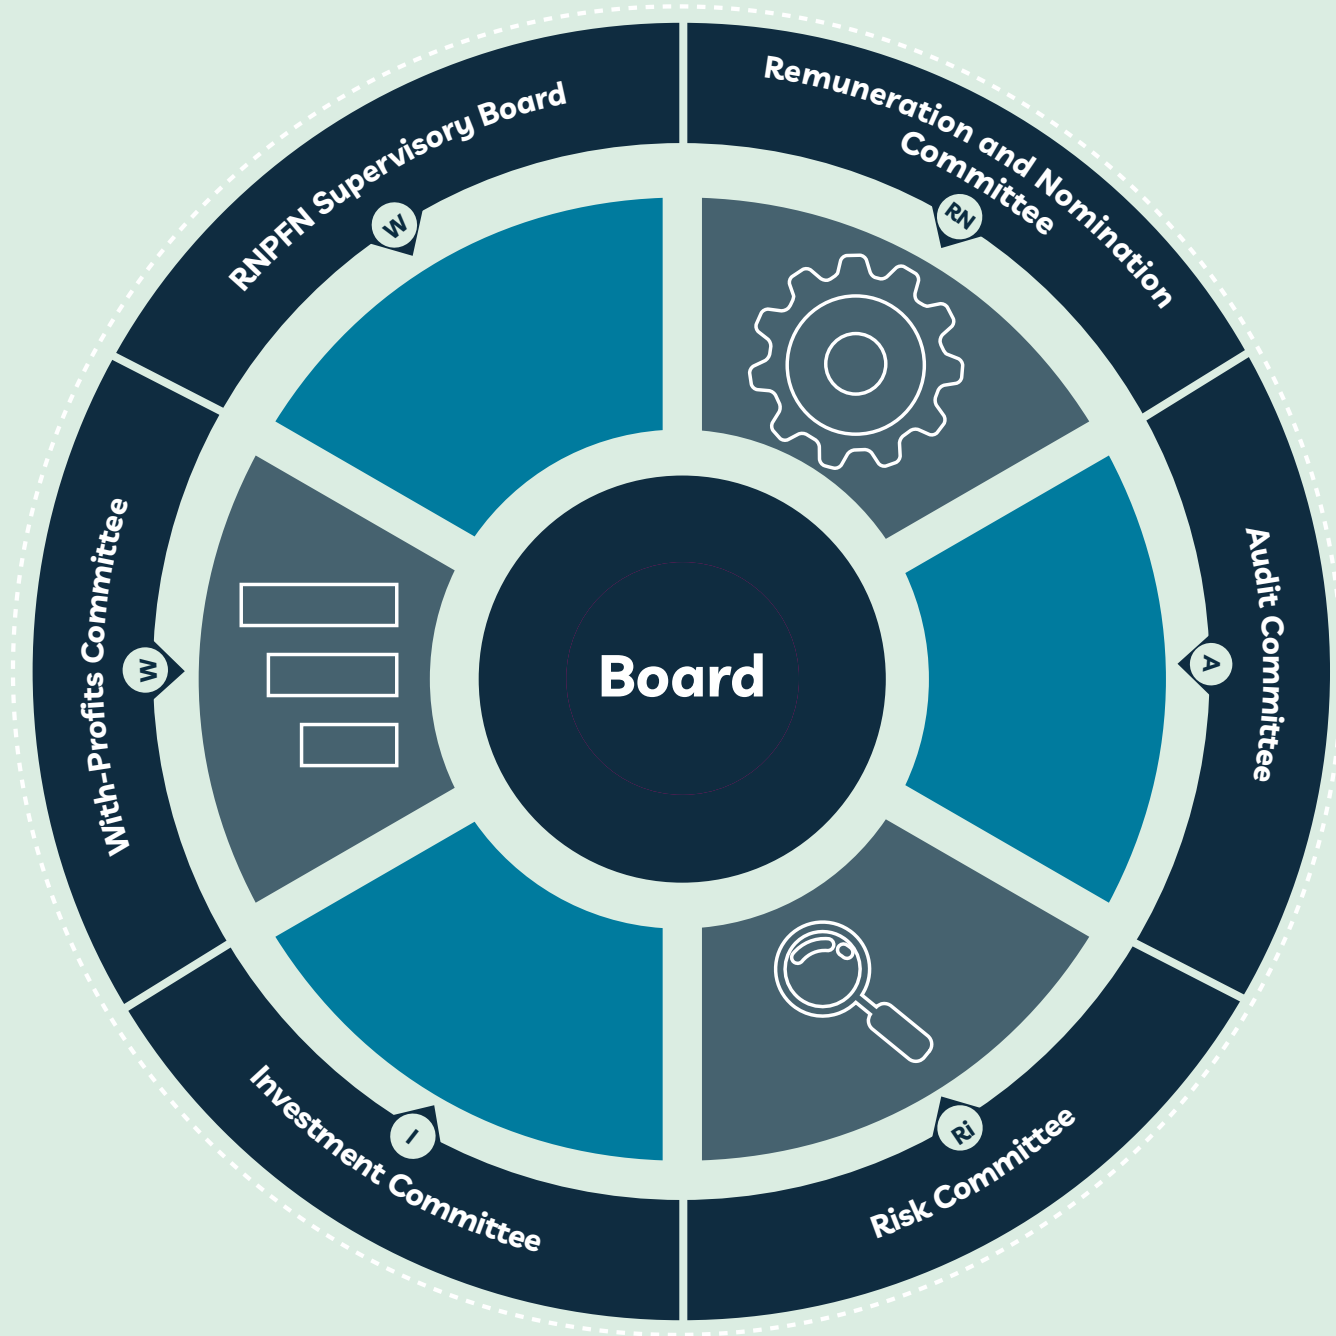 RNPFN Supervisory Board
W
Remuneration and Nomination
Committee
RN
Audit Committee
A
Risk Committee
Ri
Investment Committee
I
With-Profits Committee
W
Board